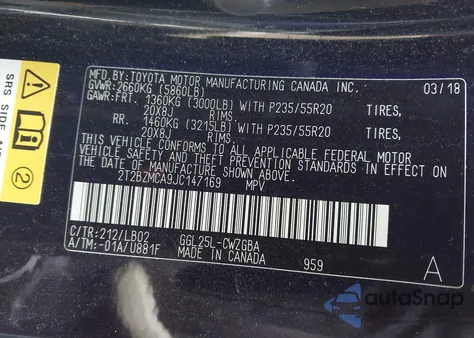 MFD.BY: TOYOTA MOTOR MANUFACTURING CANADA INC. 03/18
GVWR: 2660KG (5860LB)
GAWR: FRT. 1360KG (3000LB) WITH P235/55R20 TIRES,
20X8J RIMS.
RR. 1460KG (3215LB) WITH P235/55R20 TIRES,
20X8J RIMS.
THIS VEHICLE CONFORMS TO ALL APPLICABLE FEDERAL MOTOR
VEHICLE SAFETY AND THEFT PREVENTION STANDARDS IN EFFECT
ON THE DATE OF MANUFACTURE SHOWN ABOVE.
2T2BZMCA9JC147169 MPV
C/TR: 212/LB02 GGL25L-CWZGBA
A/TM: -01A/U881F MADE IN CANADA 959 A
SRS SIDE
2
autoSnap